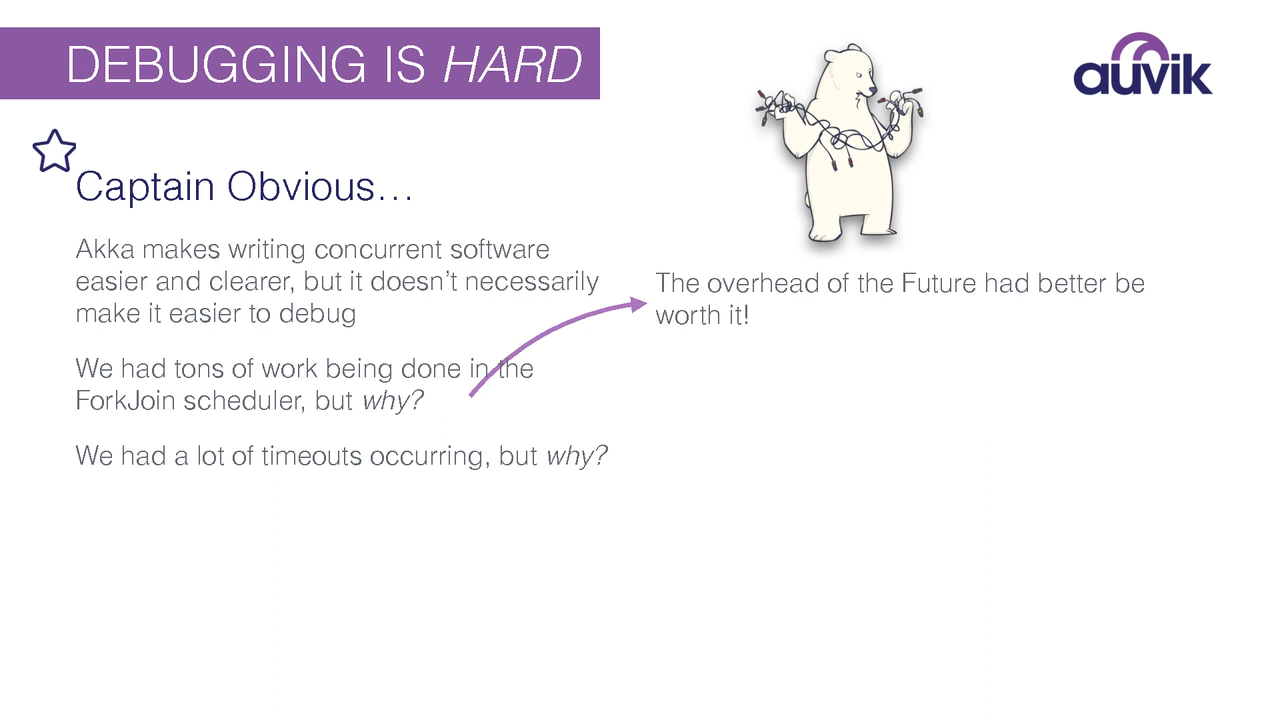 DEBUGGING IS HARD
auvik
Captain Obvious…
Akka makes writing concurrent software
easier and clearer, but it doesn’t necessarily
make it easier to debug
We had tons of work being done in the
ForkJoin scheduler, but why?
We had a lot of timeouts occurring, but why?
The overhead of the Future had better be
worth it!